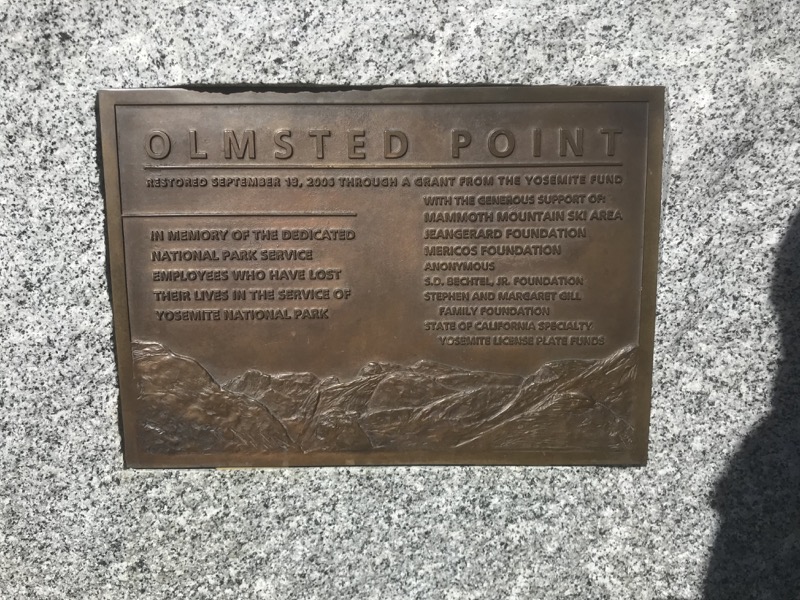 OLMSTED POINT
RESTORED SEPTEMBER 18, 2006 THROUGH A GRANT FROM THE YOSEMITE FUND
IN MEMORY OF THE DEDICATED
NATIONAL PARK SERVICE
EMPLOYEES WHO HAVE LOST
THEIR LIVES IN THE SERVICE OF
YOSEMITE NATIONAL PARK
WITH THE GENEROUS SUPPORT OF:
MAMMOTH MOUNTAIN SKI AREA
JEANGERARD FOUNDATION
MERICOS FOUNDATION
ANONYMOUS
S.D. BECHTEL, JR. FOUNDATION
STEPHEN AND MARGARET GILL
FAMILY FOUNDATION
STATE OF CALIFORNIA SPECIALTY
YOSEMITE LICENSE PLATE FUNDS